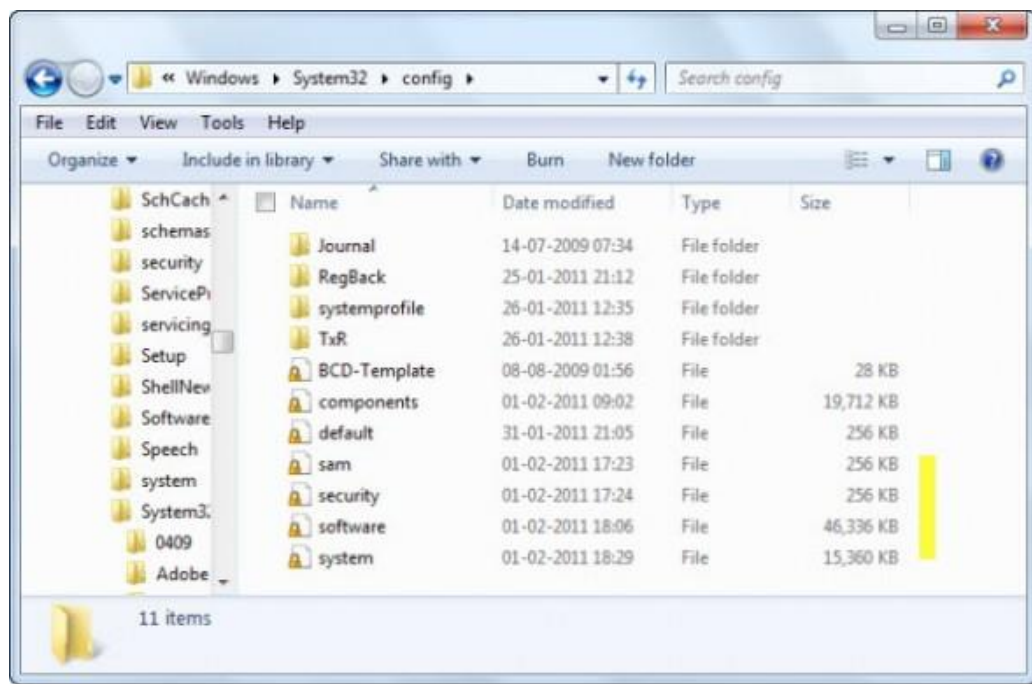 « Windows ▸ System32 ▸ config ▸ Search config
File Edit View Tools Help
Organize ▾ Include in library ▾ Share with ▾ Burn New folder
SchCach
schemas
security
ServicePr
servicing
Setup
ShellNew
Software
Speech
system
System3
0409
Adobe
Name Date modified Type Size
Journal 14-07-2009 07:34 File folder
RegBack 25-01-2011 21:12 File folder
systemprofile 26-01-2011 12:35 File folder
TxR 26-01-2011 12:38 File folder
BCD-Template 08-08-2009 01:56 File 28 KB
components 01-02-2011 09:02 File 19,712 KB
default 31-01-2011 21:05 File 256 KB
sam 01-02-2011 17:23 File 256 KB
security 01-02-2011 17:24 File 256 KB
software 01-02-2011 18:06 File 46,336 KB
system 01-02-2011 18:29 File 15,360 KB
11 items